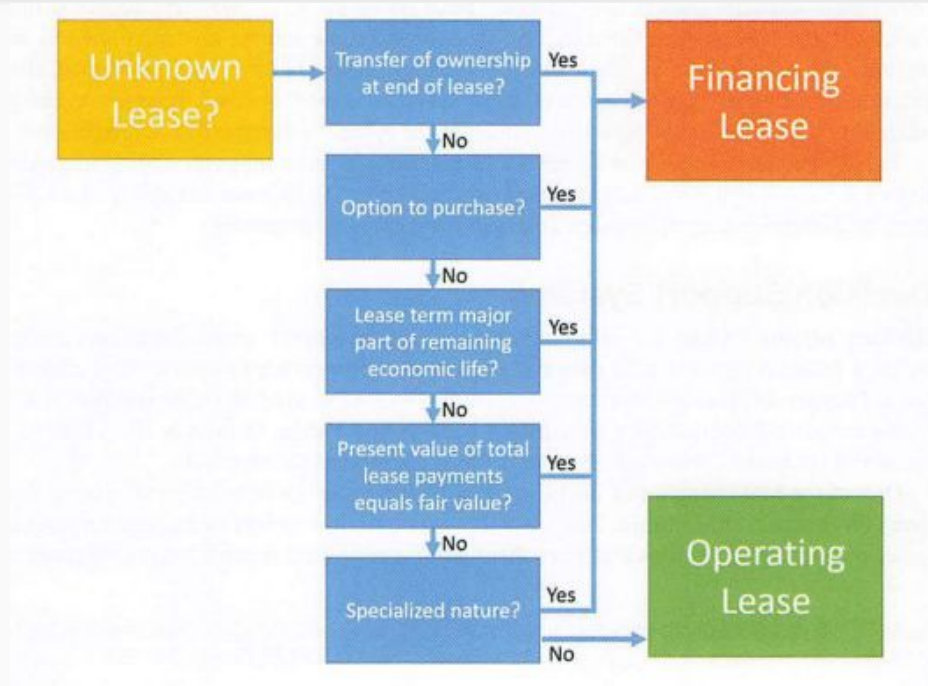 Unknown
Lease?
Transfer of ownership
at end of lease?
Yes
Financing
Lease
No
Option to purchase?
Yes
No
Lease term major
part of remaining
economic life?
Yes
No
Present value of total
lease payments
equals fair value?
Yes
No
Specialized nature?
Yes
No
Operating
Lease